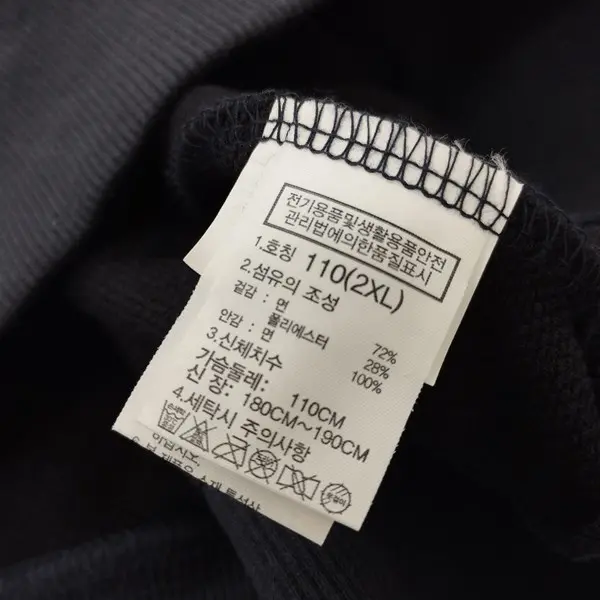 전기용품및생활용품안전
관리법에의한품질표시
1.호칭 110(2XL)
2.섬유의 조성
겉감 : 면 72%
폴리에스터 28%
안감 : 면 100%
3.신체치수
가슴둘레: 110CM
신 장: 180CM~190CM
4.세탁시 주의사항